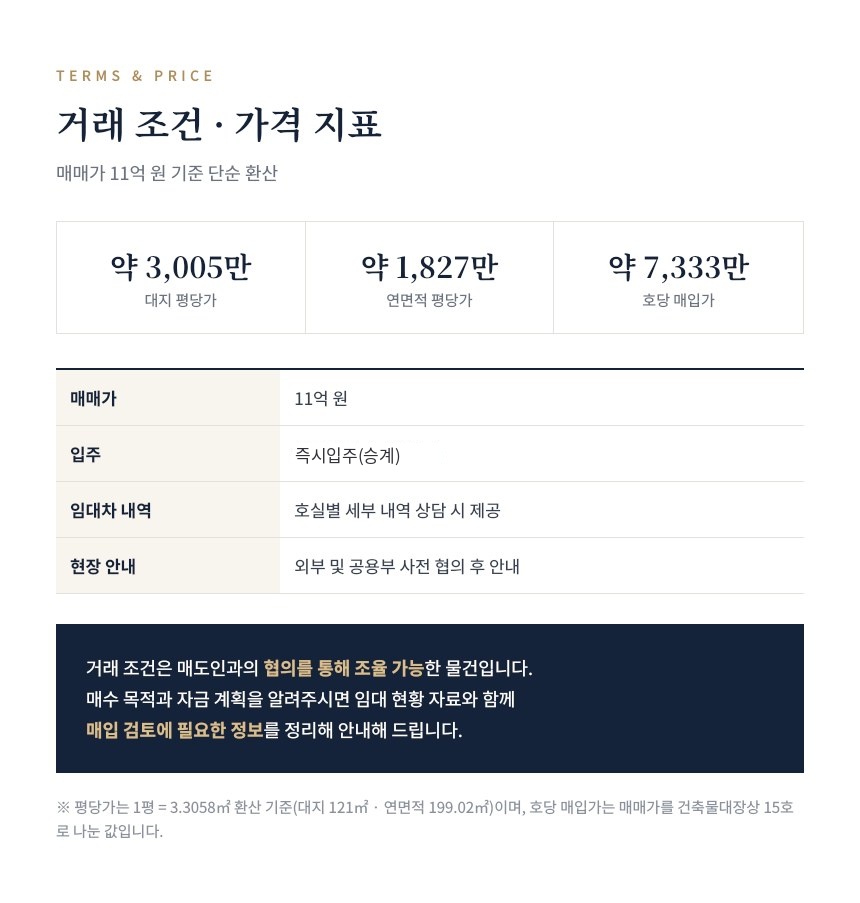 TERMS & PRICE
거래 조건 · 가격 지표
매매가 11억 원 기준 단순 환산
약 3,005만
대지 평당가
약 1,827만
연면적 평당가
약 7,333만
호당 매입가
매매가
11억 원
입주
즉시입주(승계)
임대차 내역
호실별 세부 내역 상담 시 제공
현장 안내
외부 및 공용부 사전 협의 후 안내
거래 조건은 매도인과의 협의를 통해 조율 가능한 물건입니다.
매수 목적과 자금 계획을 알려주시면 임대 현황 자료와 함께
매입 검토에 필요한 정보를 정리해 안내해 드립니다.
※ 평당가는 1평 = 3.3058㎡ 환산 기준(대지 121㎡ · 연면적 199.02㎡)이며, 호당 매입가는 매매가를 건축물대장상 15호
로 나눈 값입니다.